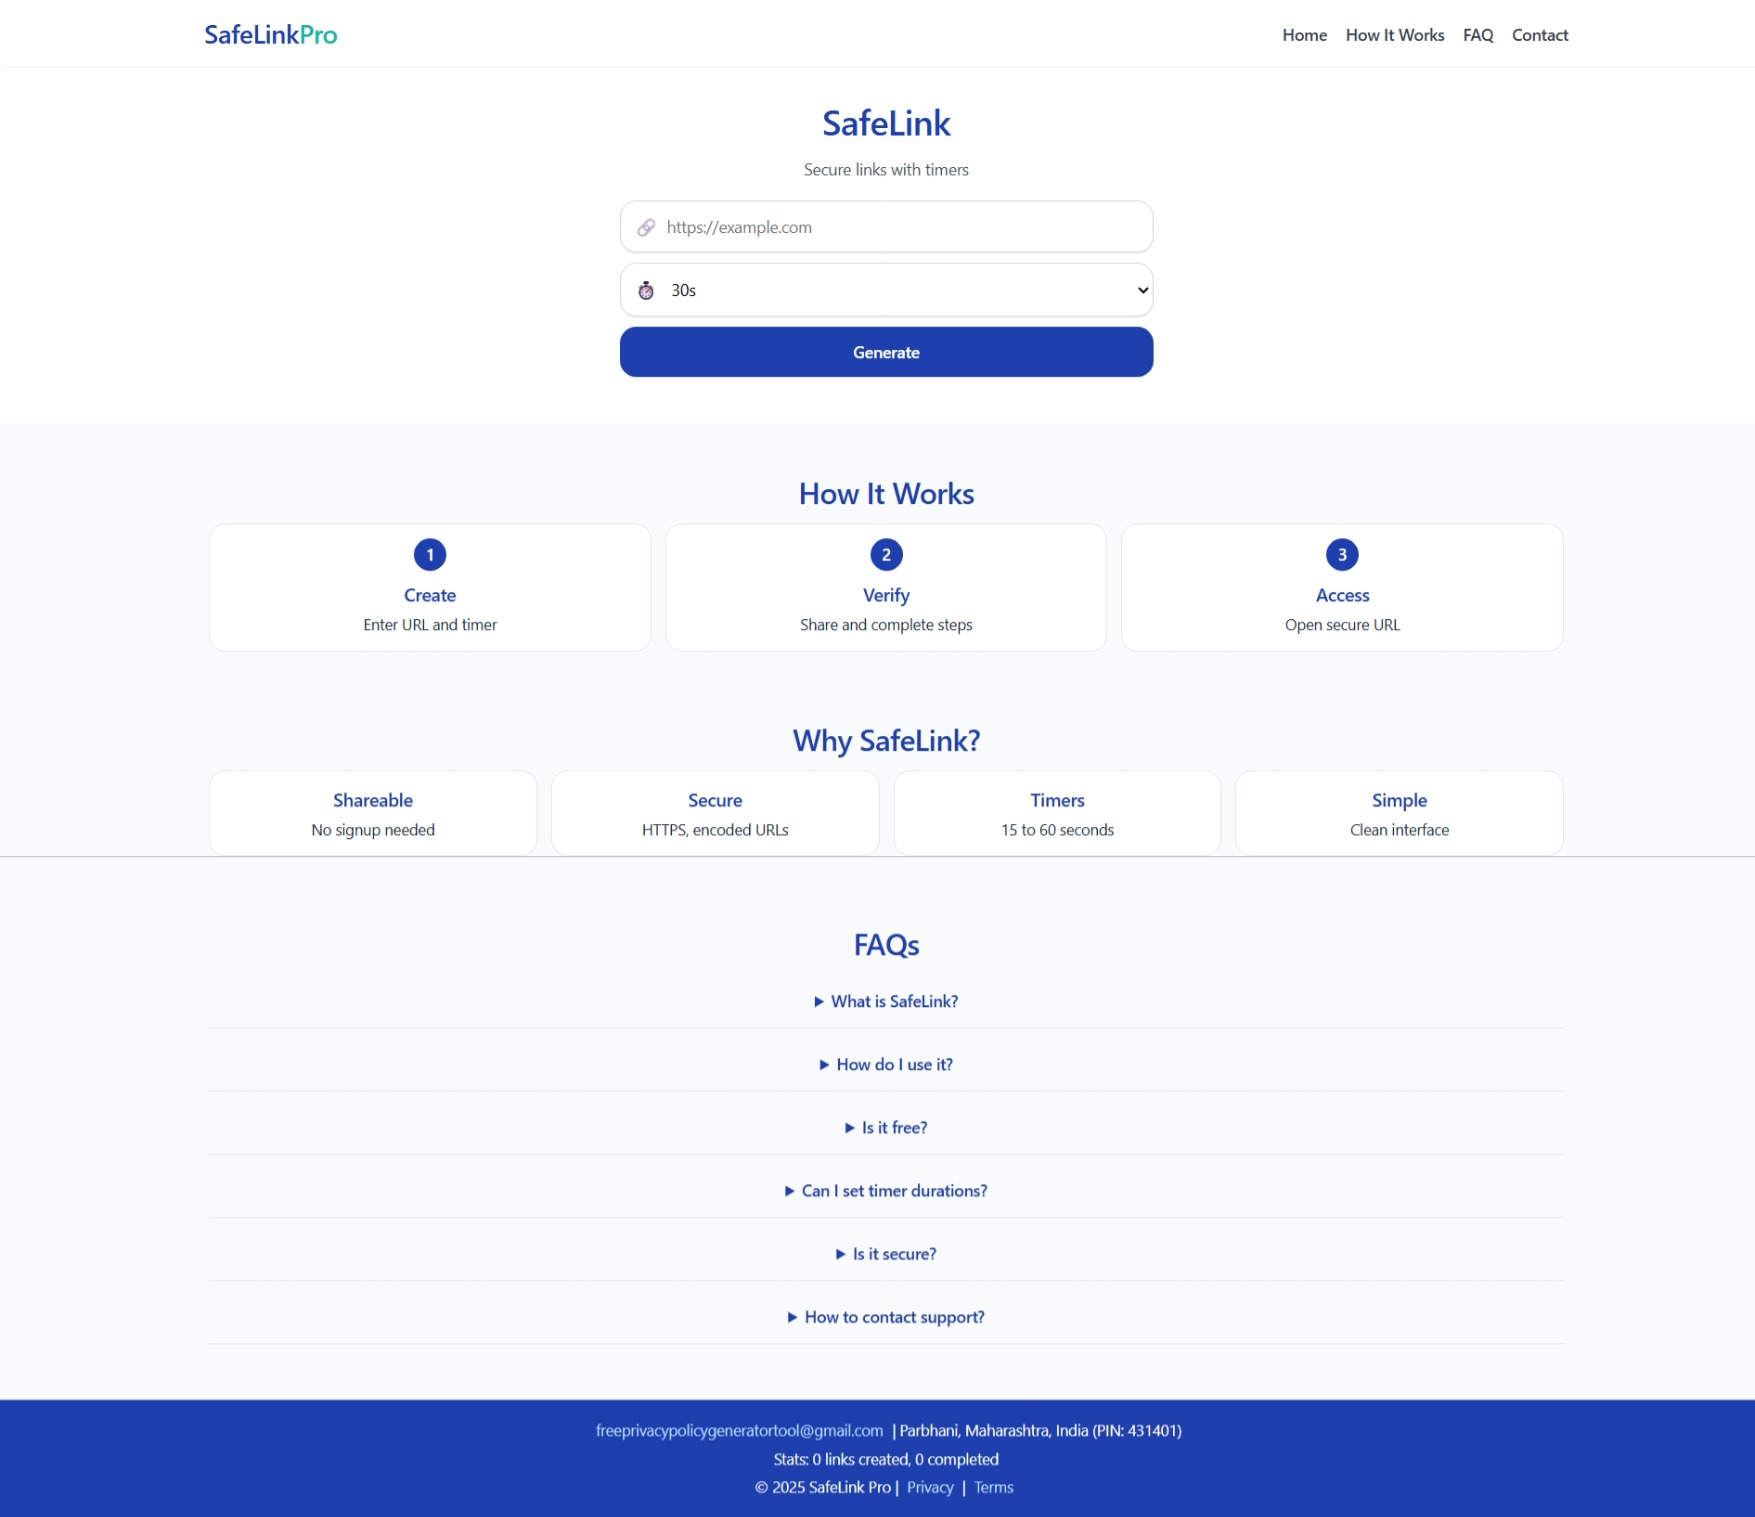 SafeLinkPro
Home How It Works FAQ Contact
SafeLink
Secure links with timers
https://example.com
30s
Generate
How It Works
1
Create
Enter URL and timer
2
Verify
Share and complete steps
3
Access
Open secure URL
Why SafeLink?
Shareable
No signup needed
Secure
HTTPS, encoded URLs
Timers
15 to 60 seconds
Simple
Clean interface
FAQs
What is SafeLink?
How do I use it?
Is it free?
Can I set timer durations?
Is it secure?
How to contact support?
freeprivacypolicygeneratortool@gmail.com | Parbhani, Maharashtra, India (PIN: 431401)
Stats: 0 links created, 0 completed
© 2025 SafeLink Pro | Privacy | Terms